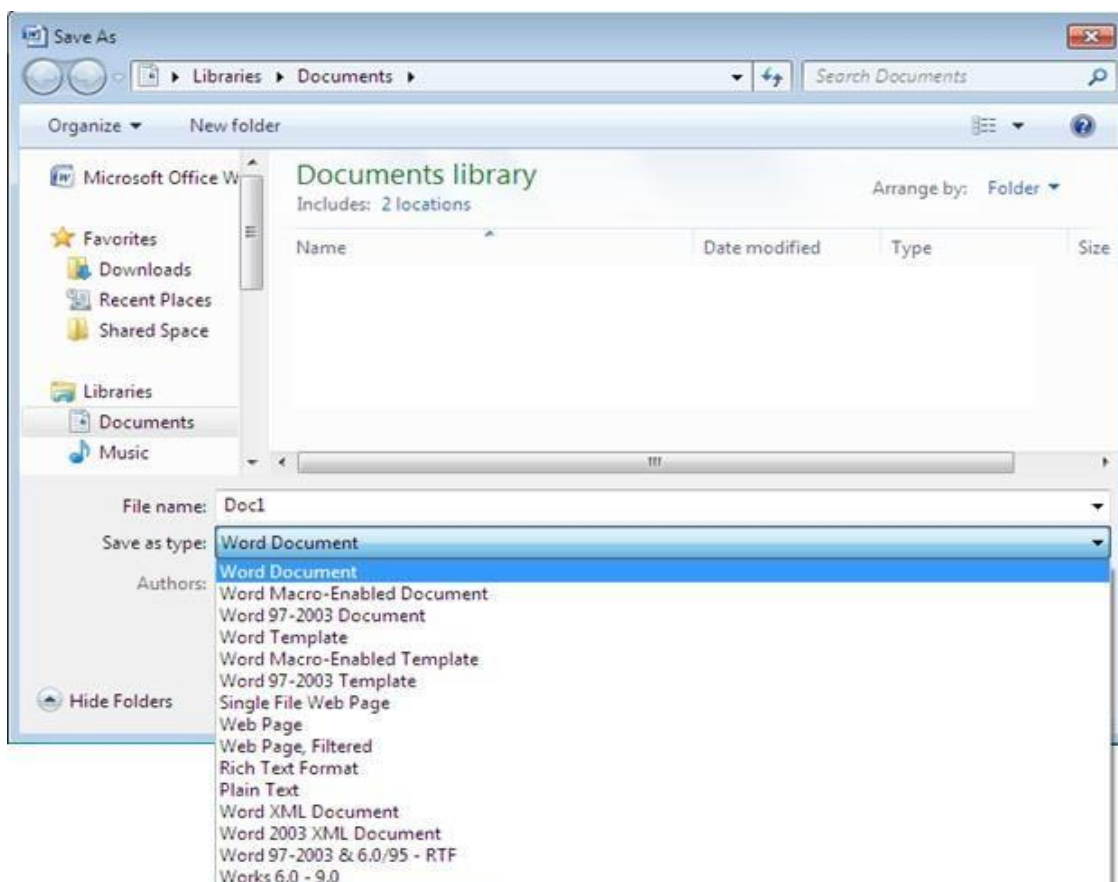 Save As
Libraries Documents
Search Documents
Organize New folder
Microsoft Office W
Favorites
Downloads
Recent Places
Shared Space
Libraries
Documents
Music
Documents library
Includes: 2 locations
Arrange by: Folder
Name Date modified Type Size
File name: Doc1
Save as type: Word Document
Authors:
Word Document
Word Macro-Enabled Document
Word 97-2003 Document
Word Template
Word Macro-Enabled Template
Word 97-2003 Template
Single File Web Page
Web Page
Web Page, Filtered
Rich Text Format
Plain Text
Word XML Document
Word 2003 XML Document
Word 97-2003 & 6.0/95 - RTF
Works 6.0 - 9.0
Hide Folders